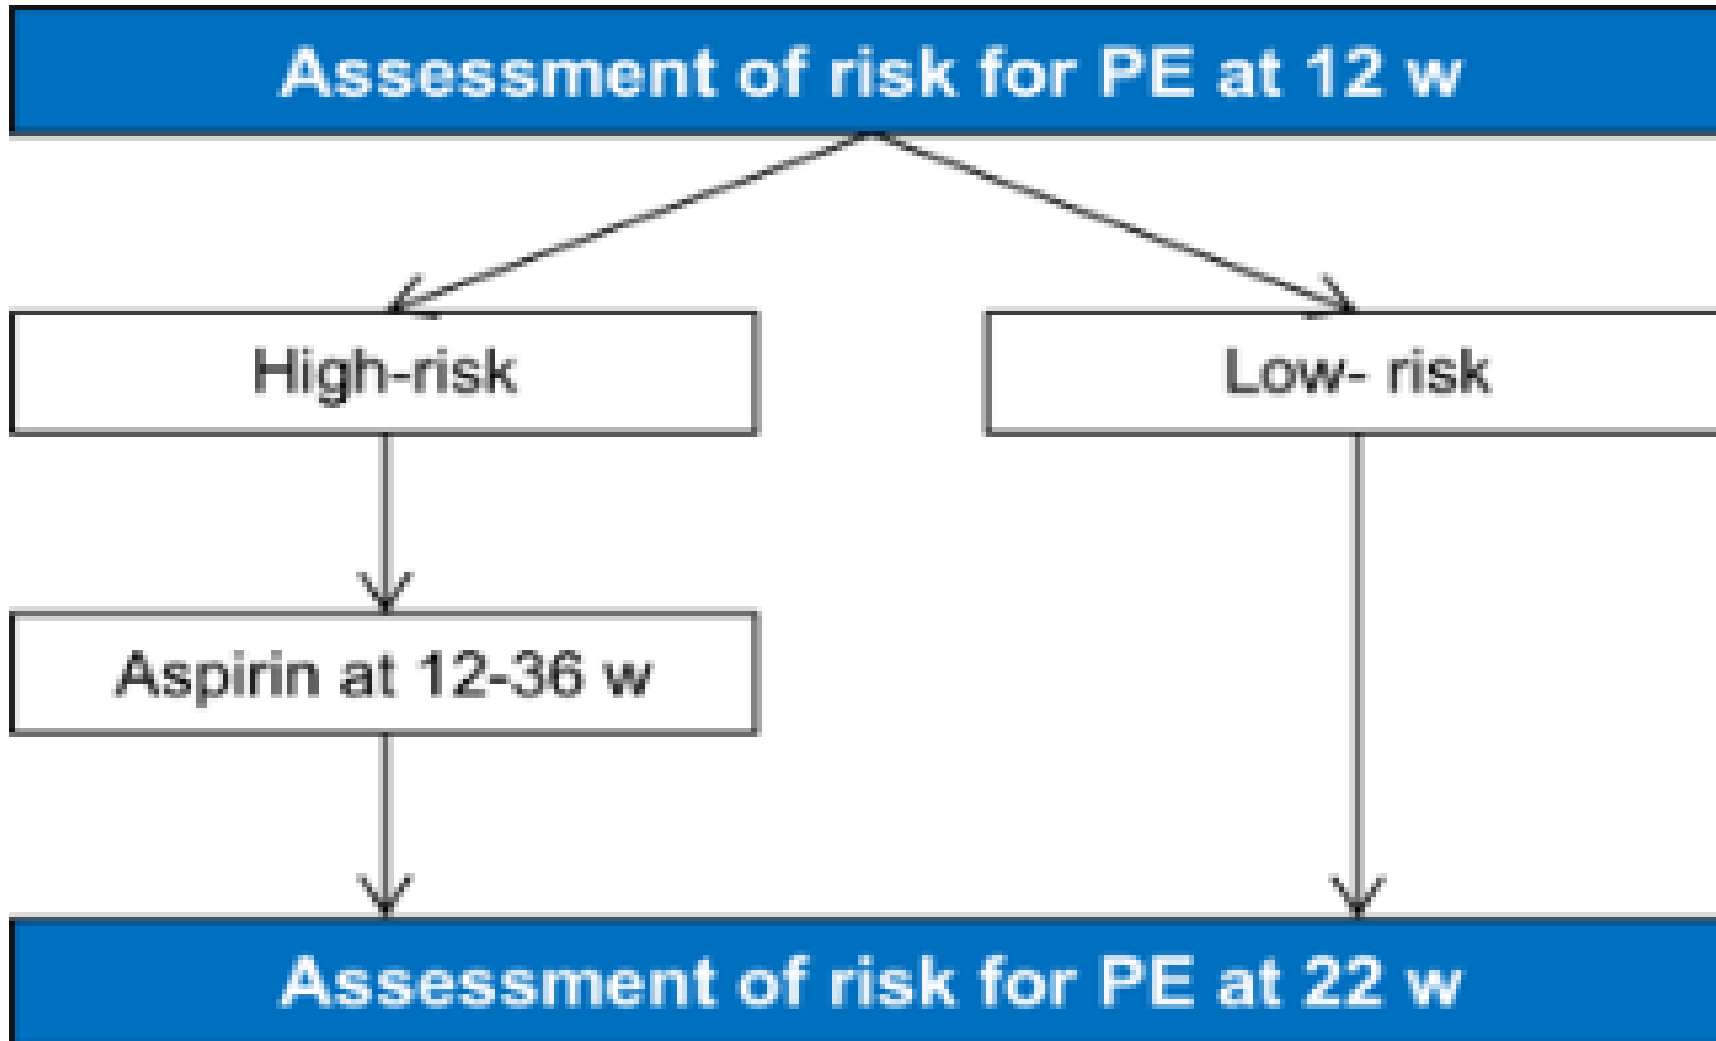 Assessment of risk for PE at 12 w
High-risk
Low- risk
Aspirin at 12-36 w
Assessment of risk for PE at 22 w